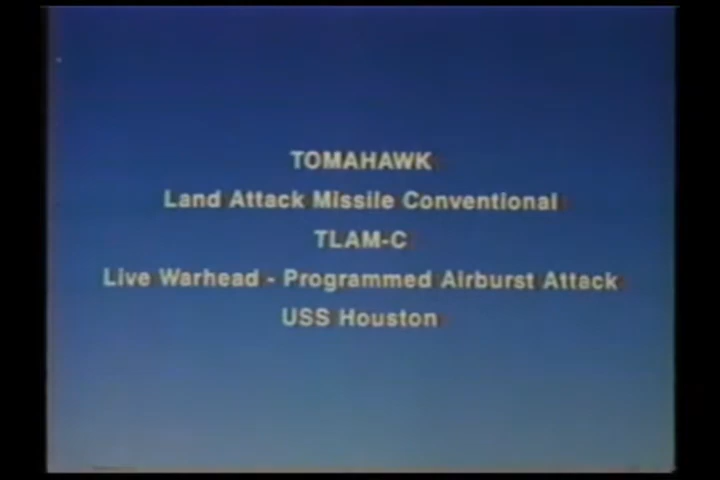 TOMAHAWK
Land Attack Missile Conventional
TLAM-C
Live Warhead - Programmed Airburst Attack
USS Houston